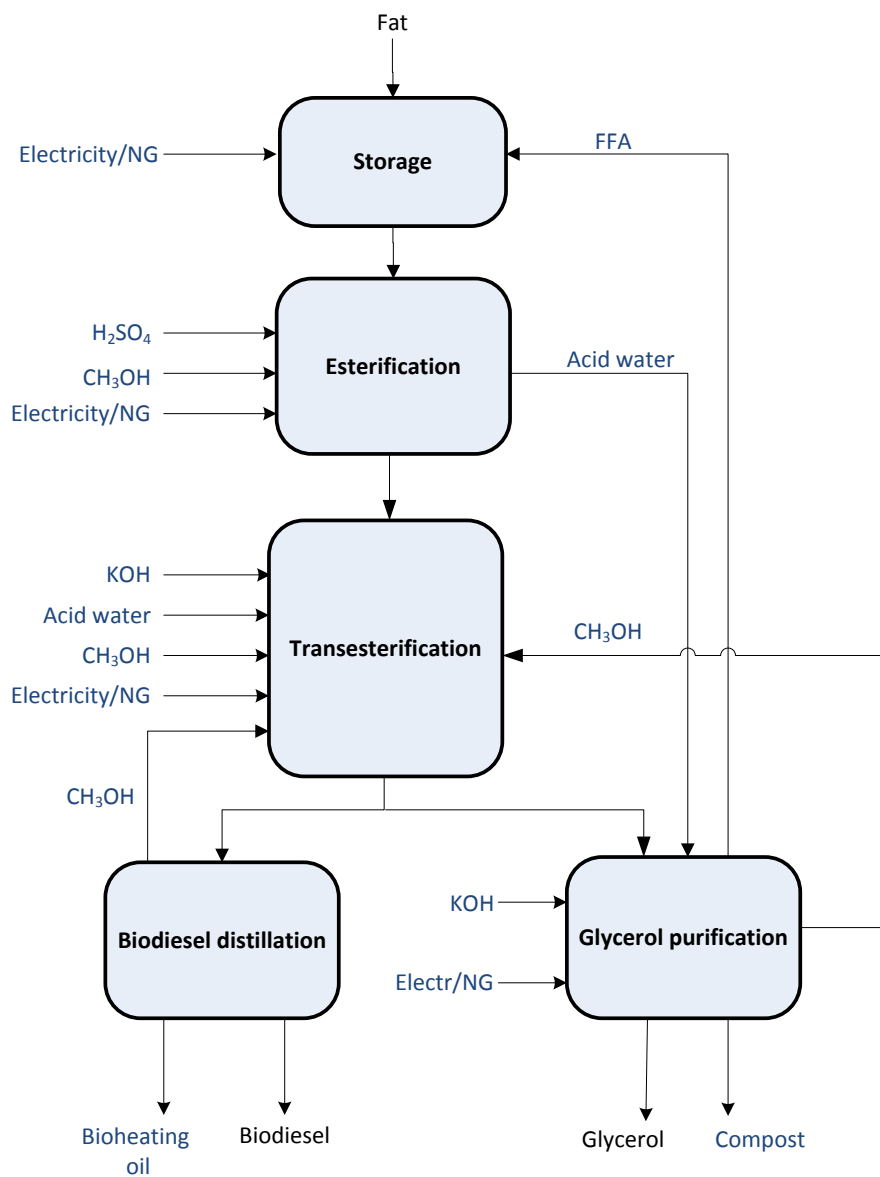 Fat
Electricity/NG
Storage
FFA
H₂SO₄
CH₃OH
Electricity/NG
Esterification
Acid water
KOH
Acid water
CH₃OH
Electricity/NG
Transesterification
CH₃OH
CH₃OH
Biodiesel distillation
KOH
Electr/NG
Glycerol purification
Bioheating
oil
Biodiesel
Glycerol
Compost